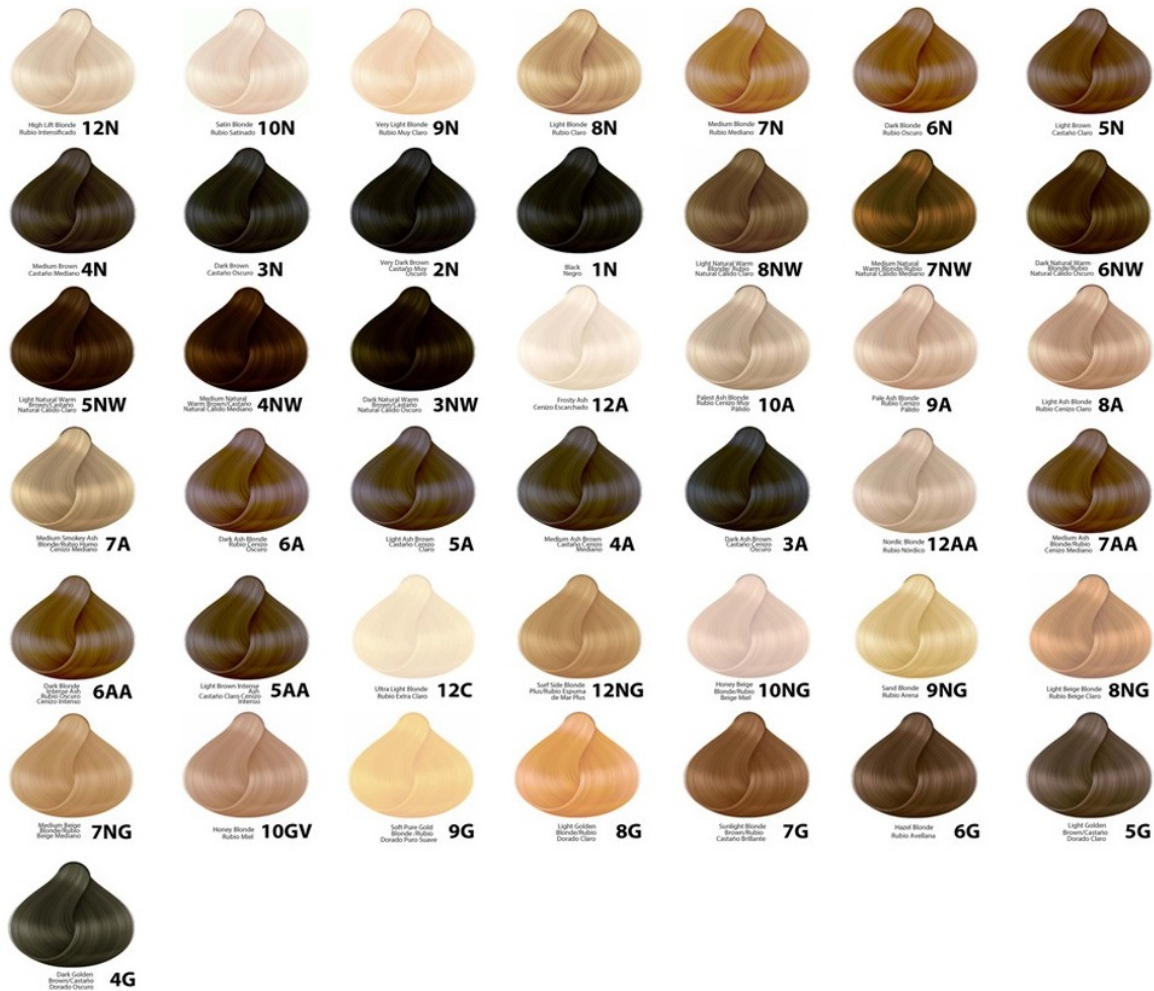 High Lift Blonde
Rubio Intensificado 12N
Satin Blonde
Rubio Satinado 10N
Very Light Blonde
Rubio Muy Claro 9N
Light Blonde
Rubio Claro 8N
Medium Blonde
Rubio Mediano 7N
Dark Blonde
Rubio Oscuro 6N
Light Brown
Castaño Claro 5N
Medium Brown
Castaño Mediano 4N
Dark Brown
Castaño Oscuro 3N
Very Dark Brown
Castaño Muy
Oscuro 2N
Black
Negro 1N
Light Natural Warm
Blonde/ Rubio
Natural Cálido Claro 8NW
Medium Natural
Warm Blonde/Rubio
Natural Cálido Mediano 7NW
Dark Natural Warm
Blonde/Rubio
Natural Cálido Oscuro 6NW
Light Natural Warm
Brown/Castaño
Natural Cálido Claro 5NW
Medium Natural
Warm Brown/Castaño
Natural Cálido Mediano 4NW
Dark Natural Warm
Brown/Castaño
Natural Cálido Oscuro 3NW
Frosty Ash
Cenizo Escarchado 12A
Palest Ash Blonde
Rubio Cenizo Muy
Pálido 10A
Pale Ash Blonde
Rubio Cenizo
Pálido 9A
Light Ash Blonde
Rubio Cenizo Claro 8A
Medium Smokey Ash
Blonde/Rubio Humo
Cenizo Mediano 7A
Dark Ash Blonde
Rubio Cenizo
Oscuro 6A
Light Ash Brown
Castaño Cenizo
Claro 5A
Medium Ash Brown
Castaño Cenizo
Mediano 4A
Dark Ash Brown
Castaño Cenizo
Oscuro 3A
Nordic Blonde
Rubio Nórdico 12AA
Medium Ash
Blonde/Rubio
Cenizo Mediano 7AA
Dark Blonde
Intense Ash
Rubio Oscuro
Cenizo Intenso 6AA
Light Brown Intense
Ash
Castaño Claro Cenizo
Intenso 5AA
Ultra Light Blonde
Rubio Extra Claro 12C
Surf Side Blonde
Plus/Rubio Espuma
de Mar Plus 12NG
Honey Beige
Blonde/Rubio
Beige Miel 10NG
Sand Blonde
Rubio Arena 9NG
Light Beige Blonde
Rubio Beige Claro 8NG
Medium Beige
Blonde/Rubio
Beige Mediano 7NG
Honey Blonde
Rubio Miel 10GV
Soft Pure Gold
Blonde /Rubio
Dorado Puro Suave 9G
Light Golden
Blonde/Rubio
Dorado Claro 8G
Sunlight Blonde
Brown/Rubio
Castaño Brillante 7G
Hazel Blonde
Rubio Avellana 6G
Light Golden
Brown/Castaño
Dorado Claro 5G
Dark Golden
Brown/Castaño
Dorado Oscuro 4G